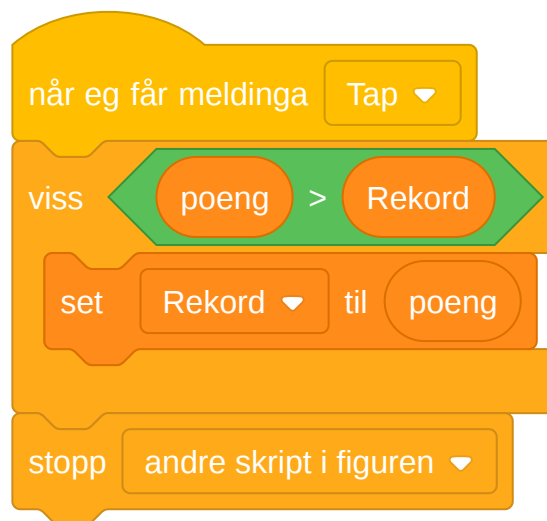 når eg får meldinga Tap
viss poeng > Rekord
set Rekord til poeng
stopp andre skript i figuren